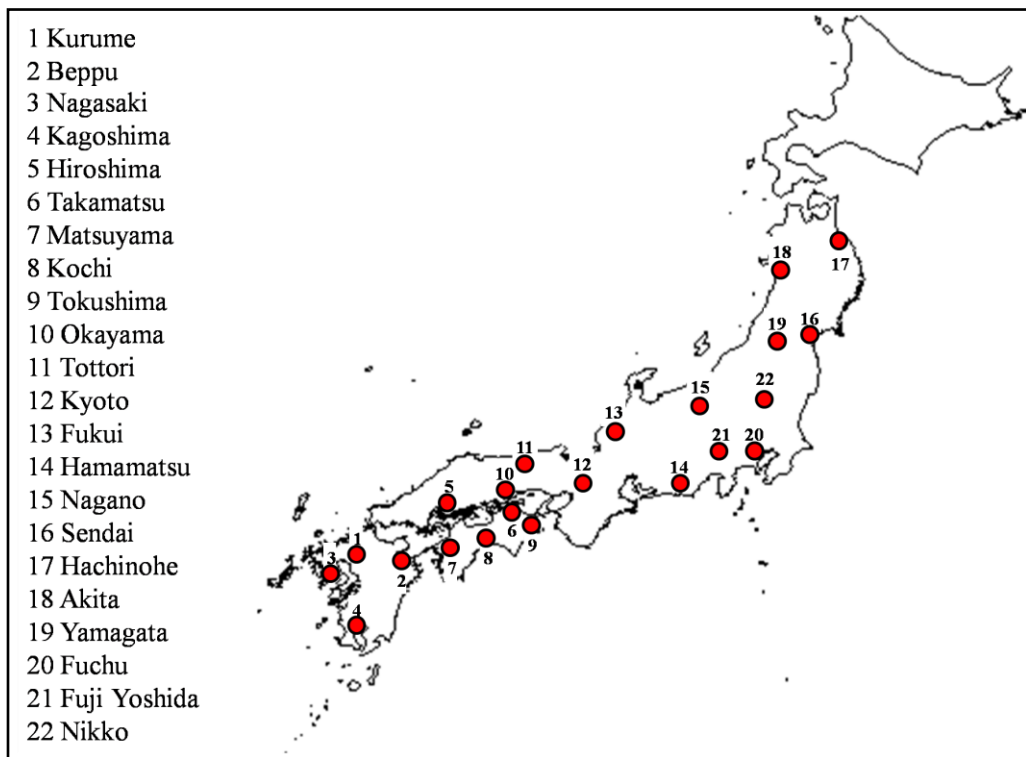 1 Kurume
2 Beppu
3 Nagasaki
4 Kagoshima
5 Hiroshima
6 Takamatsu
7 Matsuyama
8 Kochi
9 Tokushima
10 Okayama
11 Tottori
12 Kyoto
13 Fukui
14 Hamamatsu
15 Nagano
16 Sendai
17 Hachinohe
18 Akita
19 Yamagata
20 Fuchu
21 Fuji Yoshida
22 Nikko
18
17
16
19
22
15
13
21
20
11
12
14
10
5
6
9
8
7
1
3
2
4